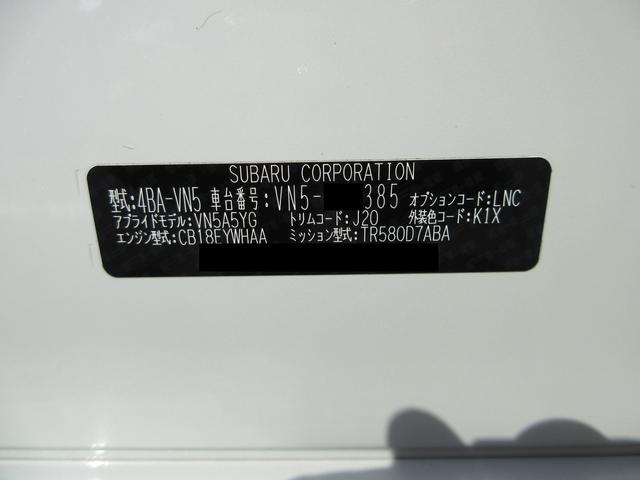 SUBARU CORPORATION
型式:4BA-VN5 車台番号:VN5- 385 オプションコード:LNC
アプライドモデル:VN5A5YG トリムコード:J20 外装色コード:K1X
エンジン型式:CB18EYWHAA ミッション型式:TR580D7ABA